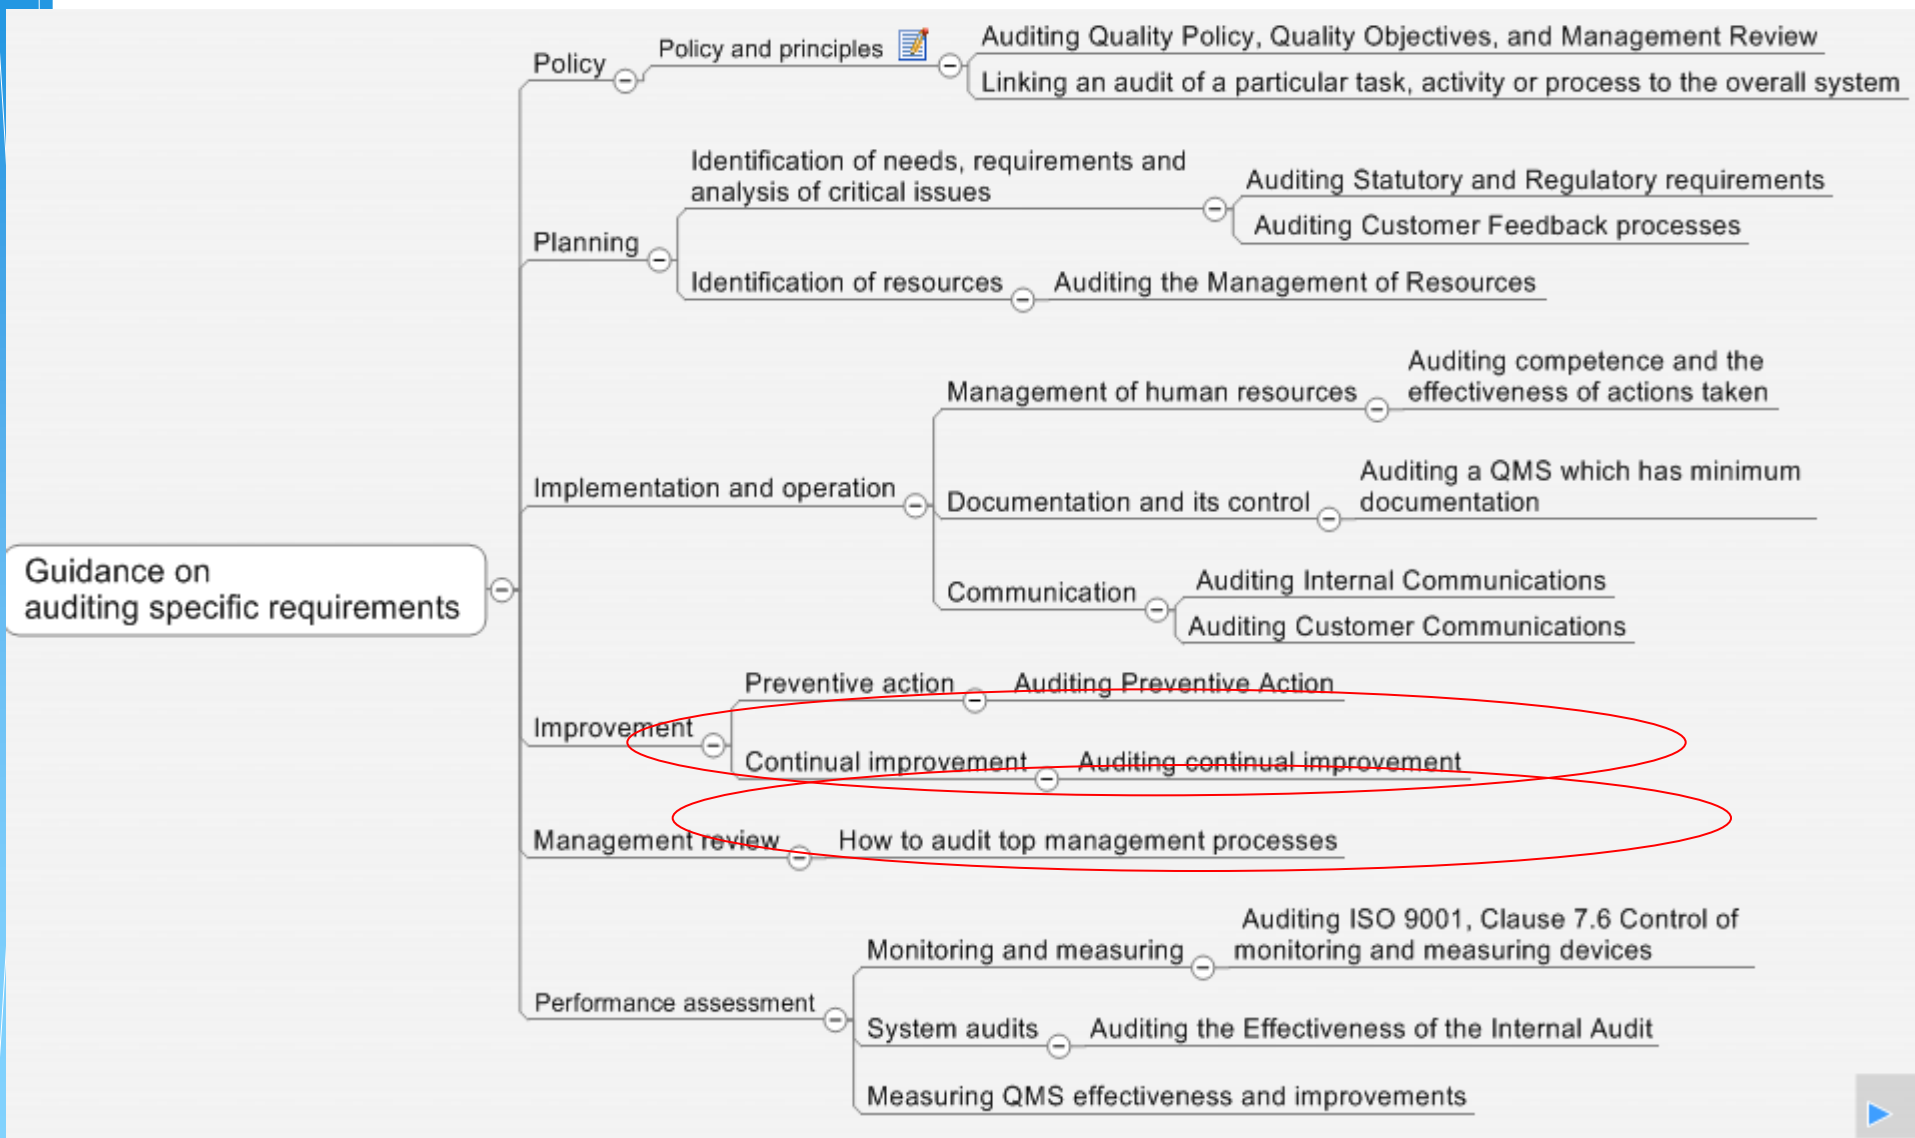 Policy
Policy and principles
Auditing Quality Policy, Quality Objectives, and Management Review
Linking an audit of a particular task, activity or process to the overall system
Planning
Identification of needs, requirements and
analysis of critical issues
Auditing Statutory and Regulatory requirements
Auditing Customer Feedback processes
Identification of resources
Auditing the Management of Resources
Implementation and operation
Management of human resources
Auditing competence and the
effectiveness of actions taken
Documentation and its control
Auditing a QMS which has minimum
documentation
Communication
Auditing Internal Communications
Auditing Customer Communications
Guidance on
auditing specific requirements
Improvement
Preventive action
Auditing Preventive Action
Continual improvement
Auditing continual improvement
Management review
How to audit top management processes
Performance assessment
Monitoring and measuring
Auditing ISO 9001, Clause 7.6 Control of
monitoring and measuring devices
System audits
Auditing the Effectiveness of the Internal Audit
Measuring QMS effectiveness and improvements